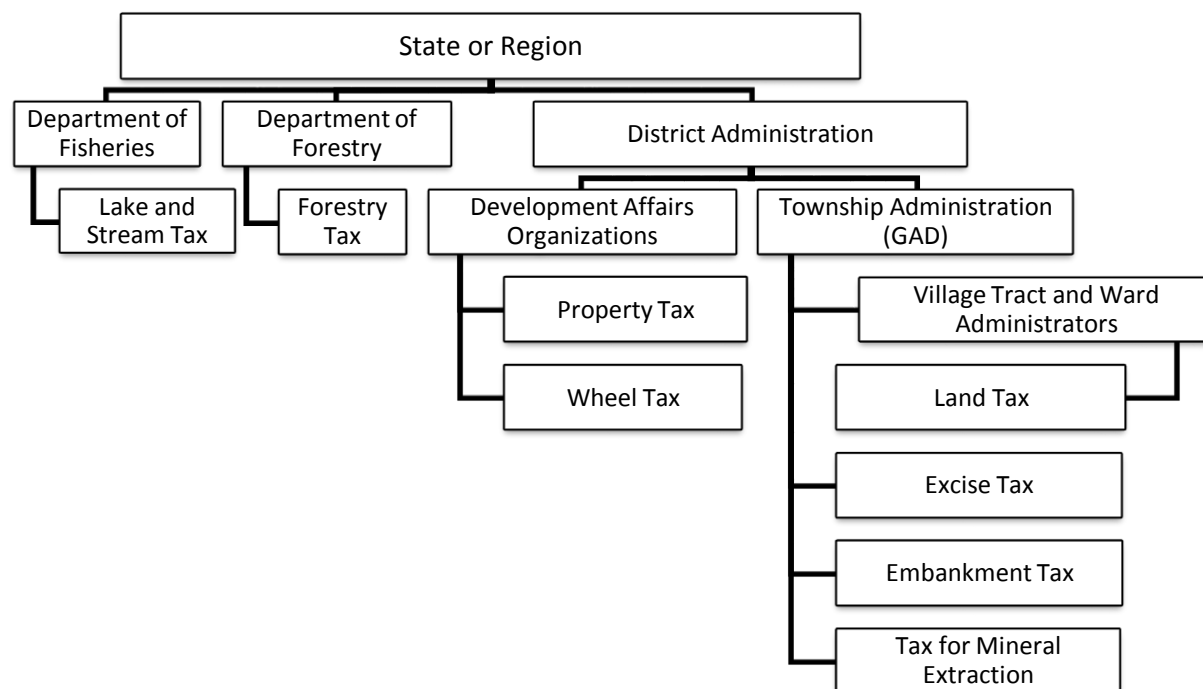 State or Region
Department of
Fisheries
Department of
Forestry
District Administration
Lake and
Stream Tax
Forestry
Tax
Development Affairs
Organizations
Township Administration
(GAD)
Property Tax
Village Tract and Ward
Administrators
Wheel Tax
Land Tax
Excise Tax
Embankment Tax
Tax for Mineral
Extraction